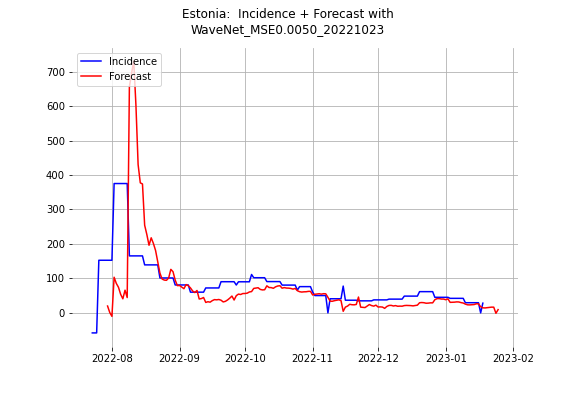 Estonia:  Incidence + Forecast with
WaveNet_MSE0.0050_20221023
Incidence
Forecast
700
600
500
400
300
200
100
0
2022-08 2022-09 2022-10 2022-11 2022-12 2023-01 2023-02